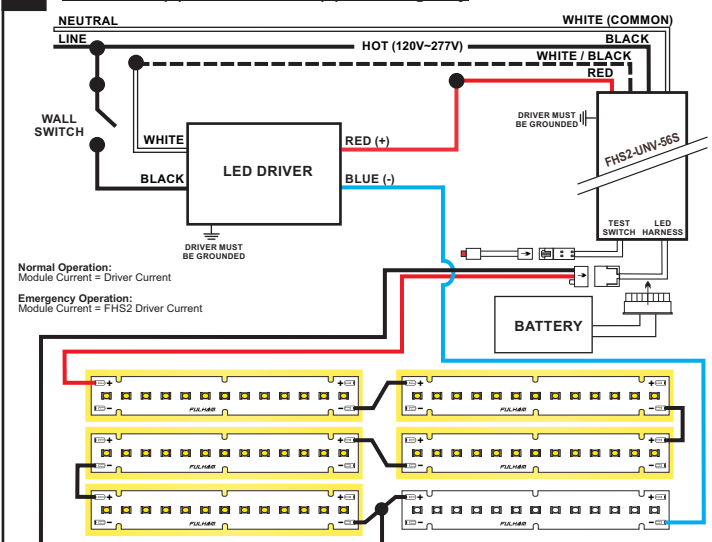 NEUTRAL
WHITE (COMMON)
LINE
BLACK
HOT (120V~277V)
WHITE / BLACK
RED
WALL
SWITCH
DRIVER MUST
BE GROUNDED
FHS2-UNV-56S
WHITE
RED (+)
LED DRIVER
BLACK
BLUE (-)
TEST
SWITCH
LED
HARNESS
DRIVER MUST
BE GROUNDED
Normal Operation:
Module Current = Driver Current
Emergency Operation:
Module Current = FHS2 Driver Current
BATTERY
+ +
- FULHAM -
+ +
- FULHAM -
+ +
- FULHAM -
+ +
- FULHAM -
+ +
- FULHAM -
+ +
- FULHAM -